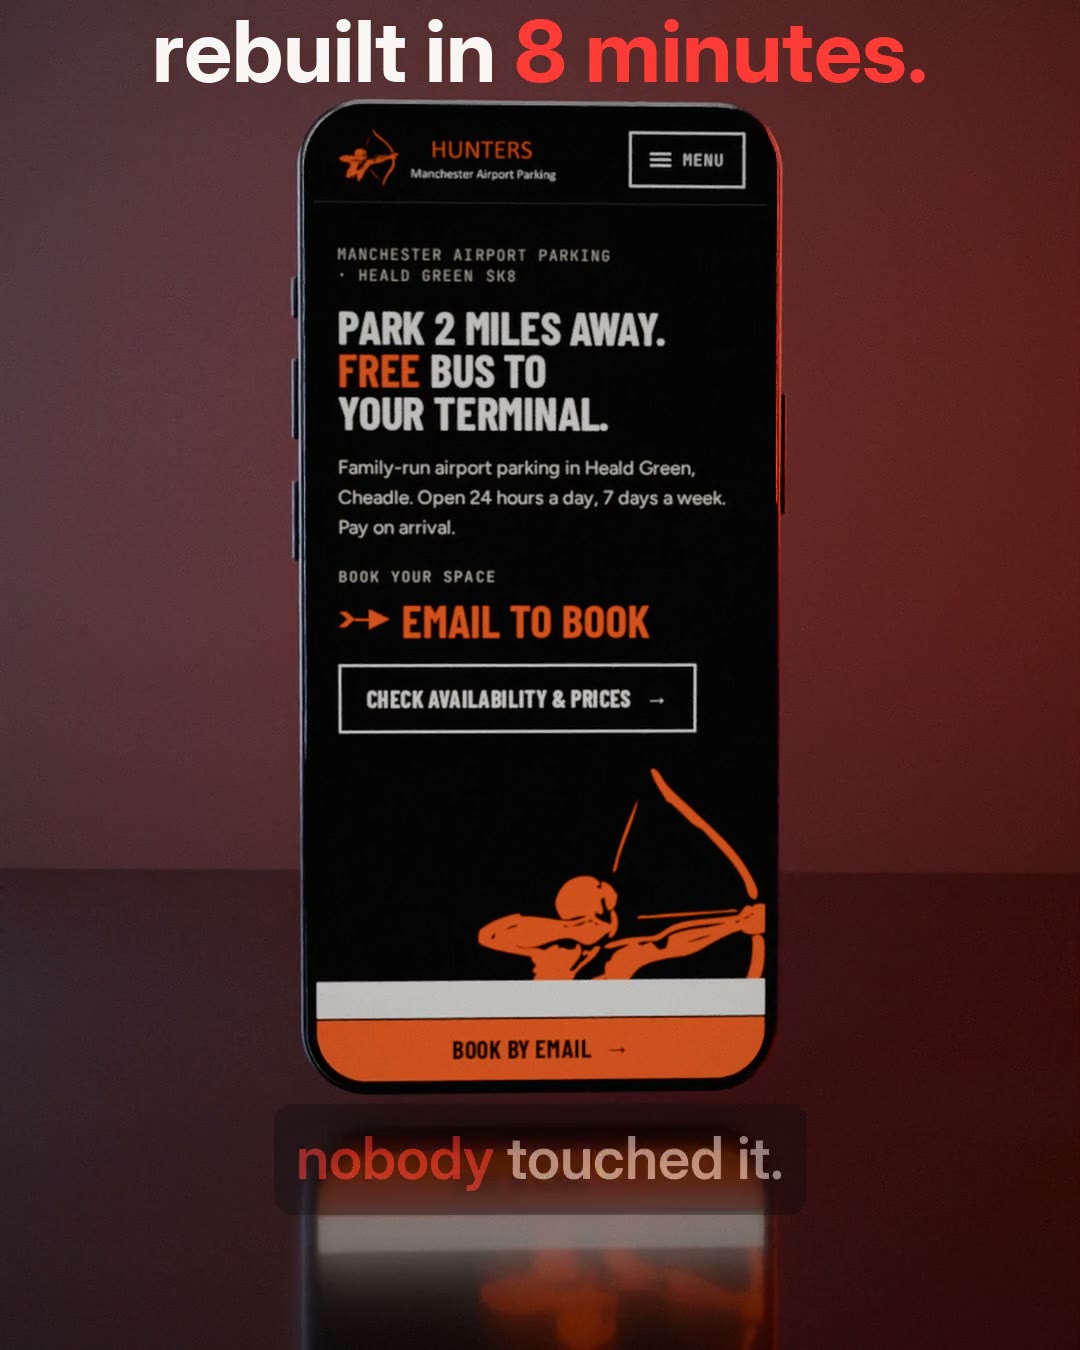 rebuilt in 8 minutes.
HUNTERS
Manchester Airport Parking
MENU
MANCHESTER AIRPORT PARKING
· HEALD GREEN SK8
PARK 2 MILES AWAY.
FREE BUS TO
YOUR TERMINAL.
Family-run airport parking in Heald Green,
Cheadle. Open 24 hours a day, 7 days a week.
Pay on arrival.
BOOK YOUR SPACE
EMAIL TO BOOK
CHECK AVAILABILITY & PRICES →
BOOK BY EMAIL →
nobody touched it.